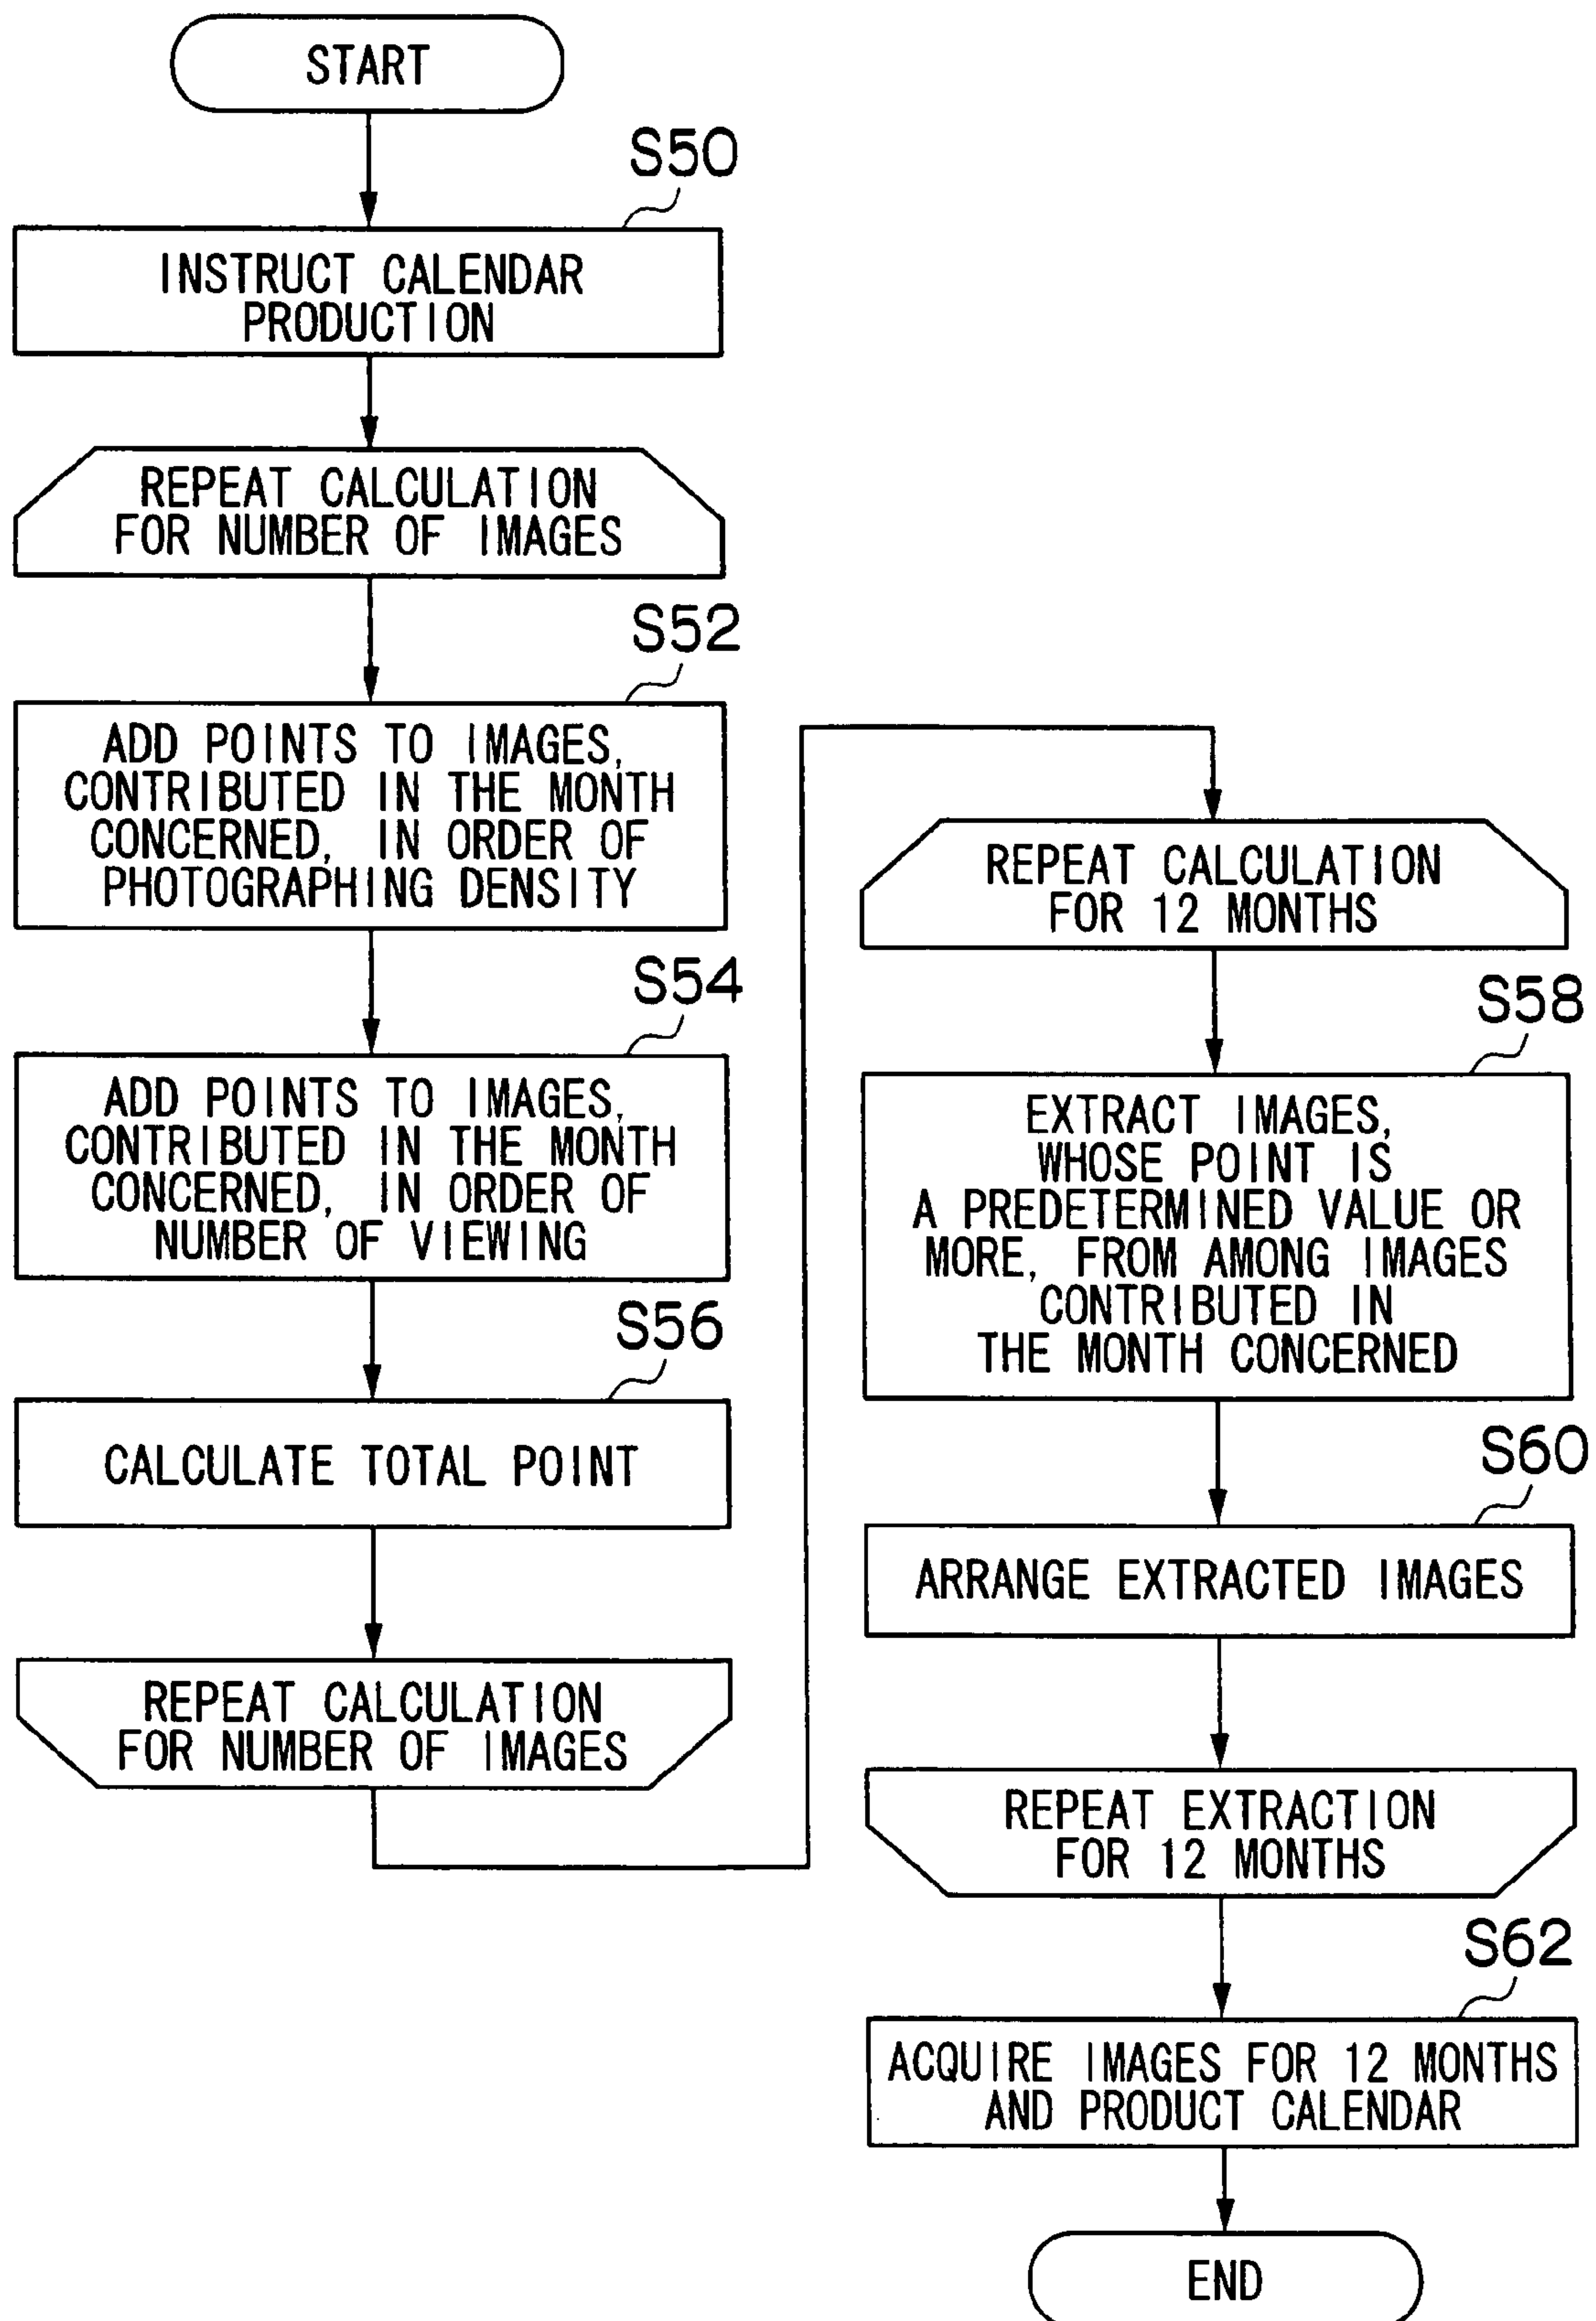 START
S50
INSTRUCT CALENDAR
PRODUCTION
REPEAT CALCULATION
FOR NUMBER OF IMAGES
S52
ADD POINTS TO IMAGES,
CONTRIBUTED IN THE MONTH
CONCERNED, IN ORDER OF
PHOTOGRAPHING DENSITY
S54
ADD POINTS TO IMAGES,
CONTRIBUTED IN THE MONTH
CONCERNED, IN ORDER OF
NUMBER OF VIEWING
S56
CALCULATE TOTAL POINT
REPEAT CALCULATION
FOR NUMBER OF IMAGES
REPEAT CALCULATION
FOR 12 MONTHS
S58
EXTRACT IMAGES,
WHOSE POINT IS
A PREDETERMINED VALUE OR
MORE, FROM AMONG IMAGES
CONTRIBUTED IN
THE MONTH CONCERNED
S60
ARRANGE EXTRACTED IMAGES
REPEAT EXTRACTION
FOR 12 MONTHS
S62
ACQUIRE IMAGES FOR 12 MONTHS
AND PRODUCT CALENDAR
END